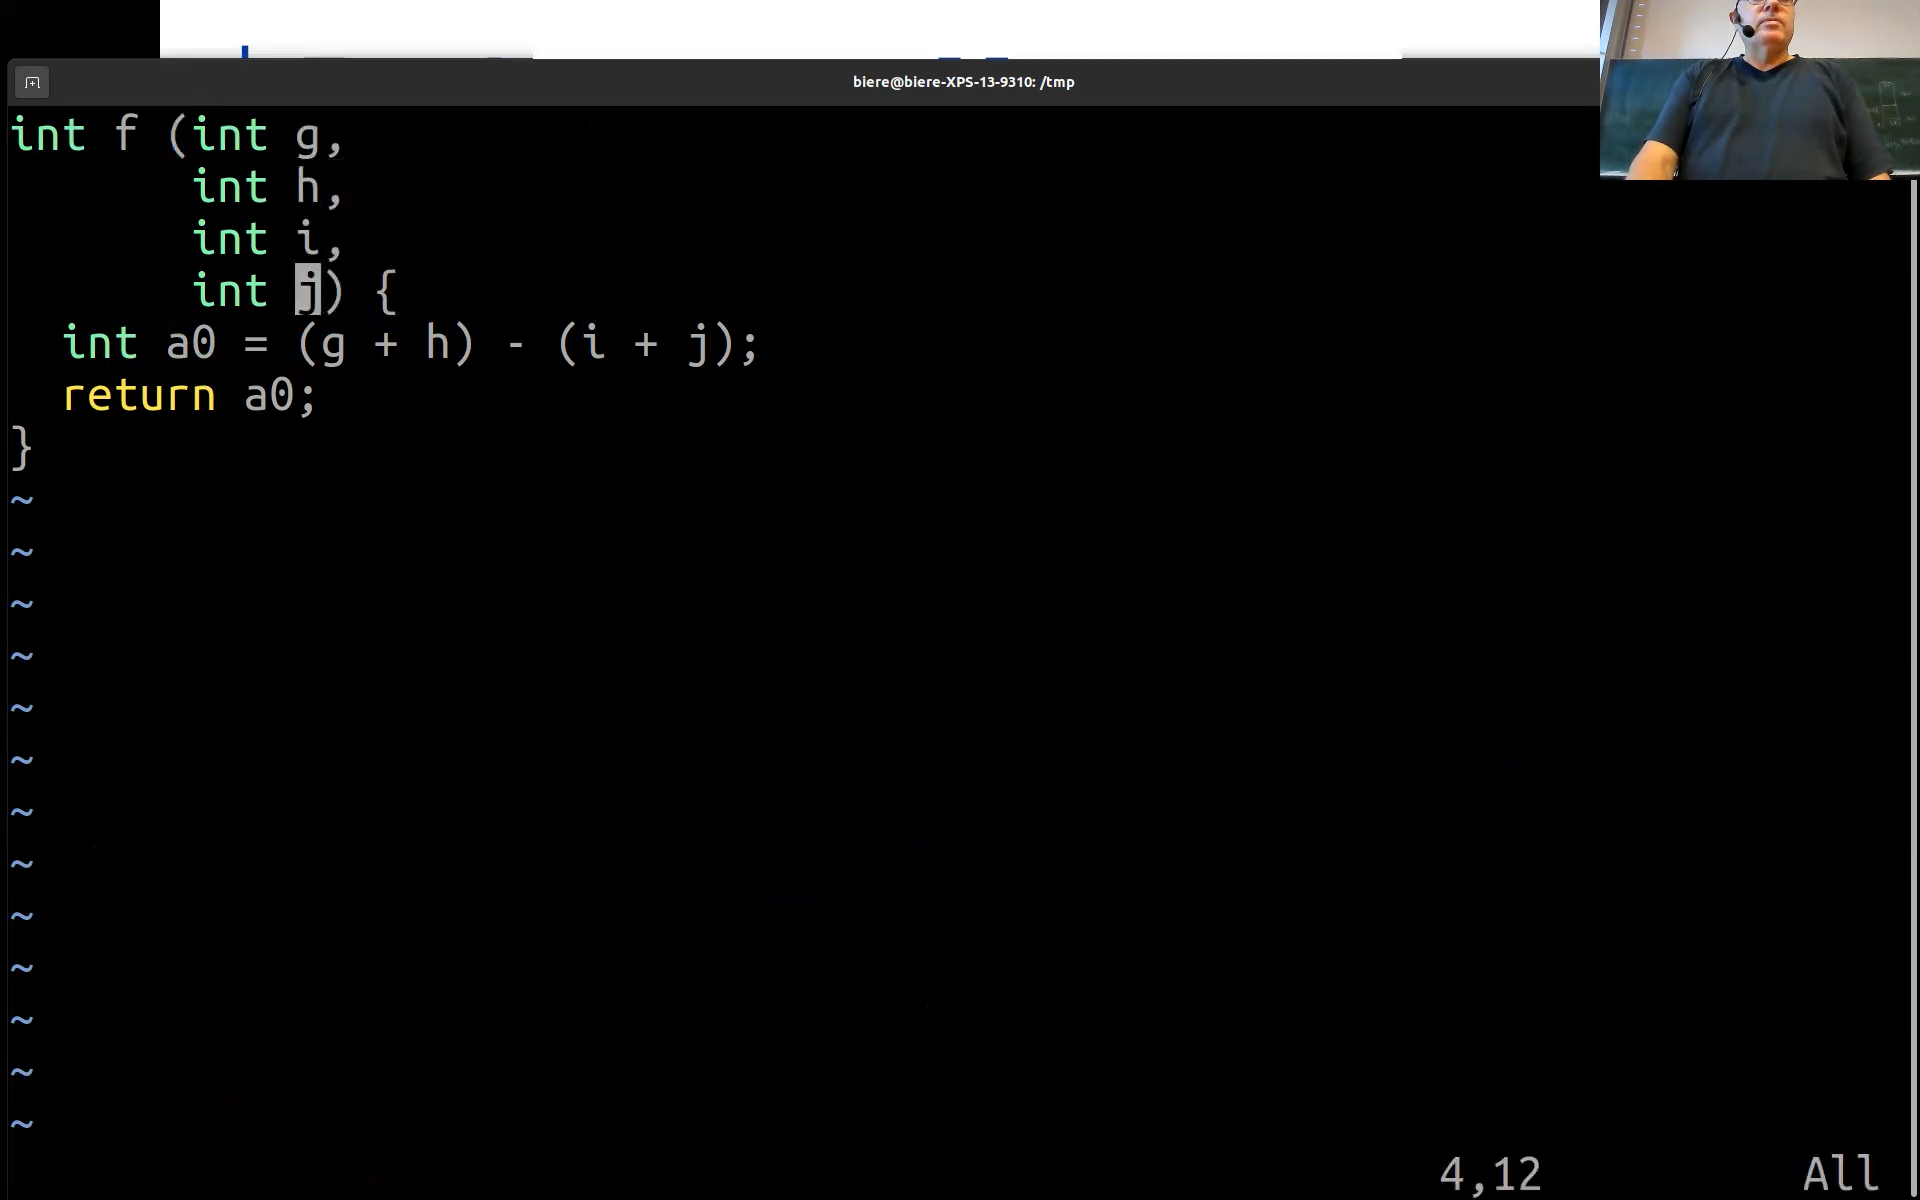 biere@biere-XPS-13-9310: /tmp
int f (int g,
int h,
int i,
int j) {
int a0 = (g + h) - (i + j);
return a0;
}
~
~
~
~
~
~
~
~
~
~
~
~
~
4,12 All